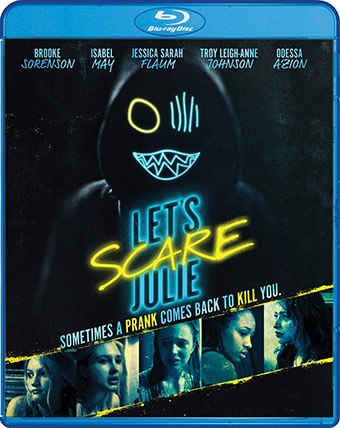 Blu-ray Disc
BROOKE ISABEL JESSICA SARAH TROY LEIGH-ANNE ODESSA
SORENSON MAY FLAUM JOHNSON AZION
LET'S
SCARE
JULIE
SOMETIMES A PRANK COMES BACK TO KILL YOU.